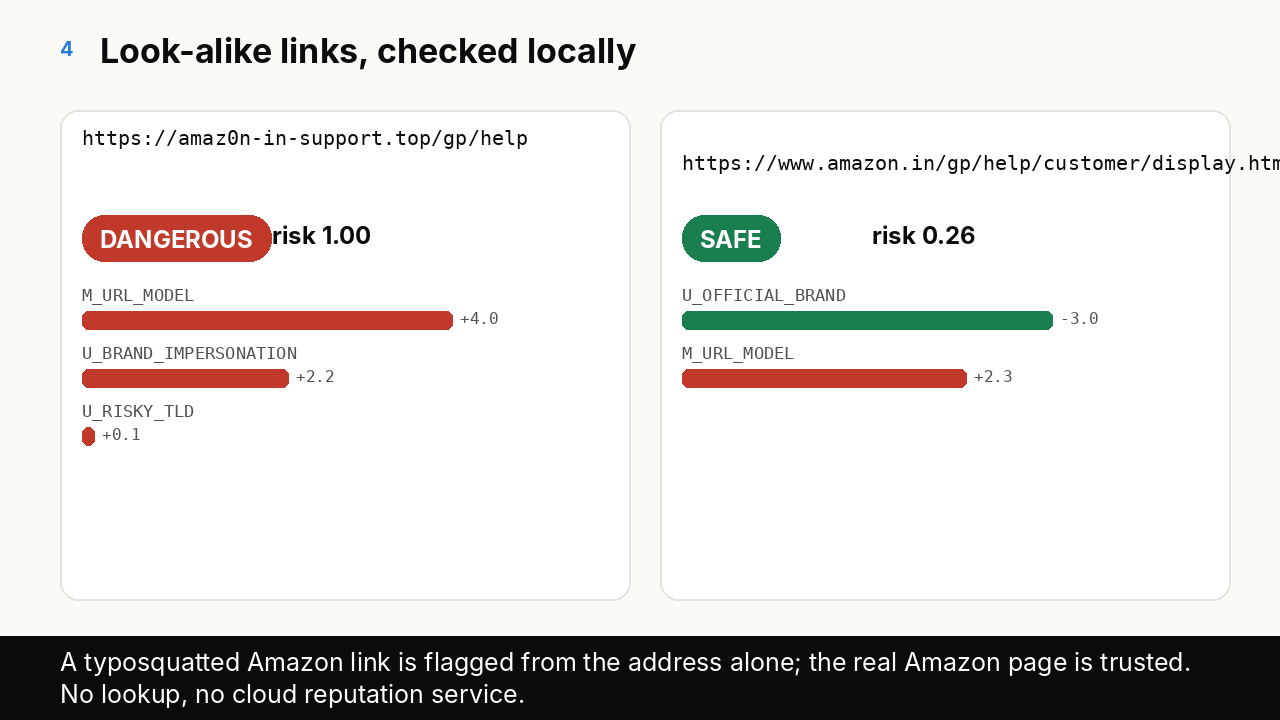 4 Look-alike links, checked locally
https://amaz0n-in-support.top/gp/help
DANGEROUS risk 1.00
M_URL_MODEL
+4.0
U_BRAND_IMPERSONATION
+2.2
U_RISKY_TLD
+0.1
https://www.amazon.in/gp/help/customer/display.htm
SAFE risk 0.26
U_OFFICIAL_BRAND
-3.0
M_URL_MODEL
+2.3
A typosquatted Amazon link is flagged from the address alone; the real Amazon page is trusted.
No lookup, no cloud reputation service.